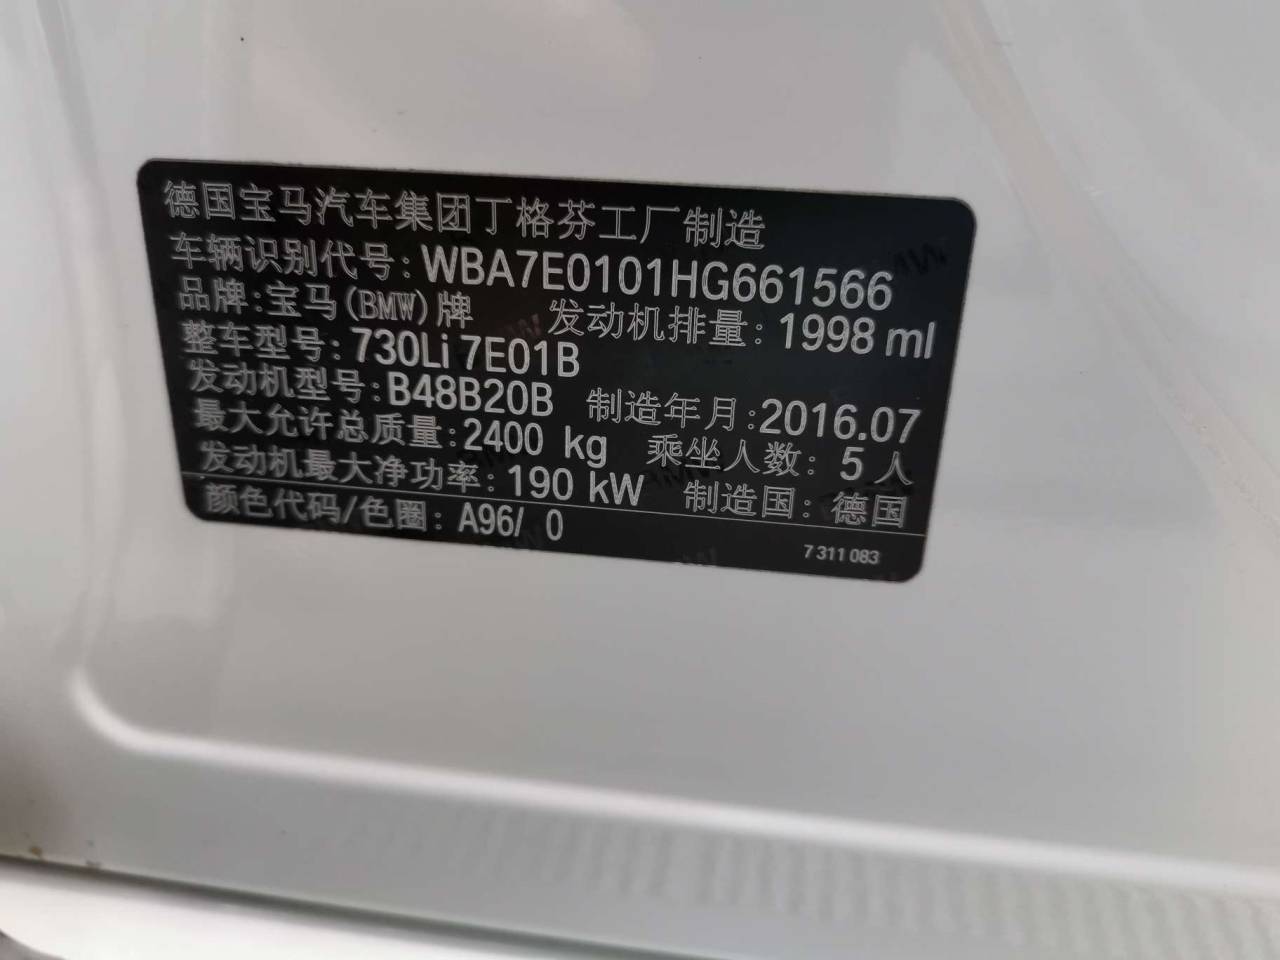 德国宝马汽车集团丁格芬工厂制造
车辆识别代号:WBA7E0101HG661566
品牌:宝马(BMW)牌 发动机排量:1998 ml
整车型号:730Li 7E01B
发动机型号:B48B20B 制造年月:2016.07
最大允许总质量:2400 kg 乘坐人数: 5 人
发动机最大净功率:190 kW 制造国: 德国
颜色代码/色圈: A96/ 0
7 311 083